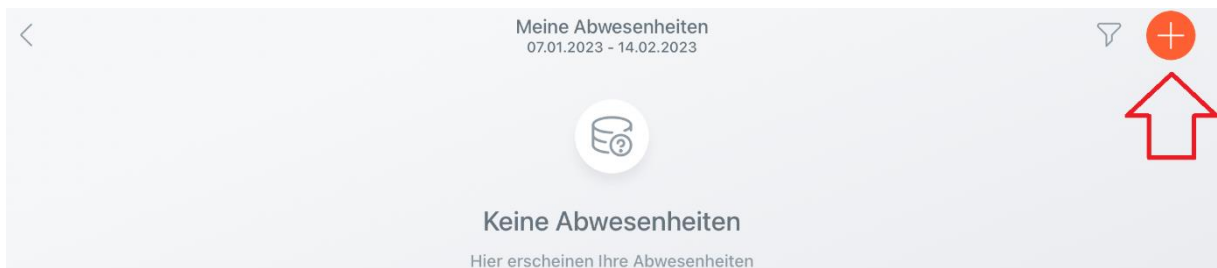 Meine Abwesenheiten
07.01.2023 - 14.02.2023
Keine Abwesenheiten
Hier erscheinen Ihre Abwesenheiten